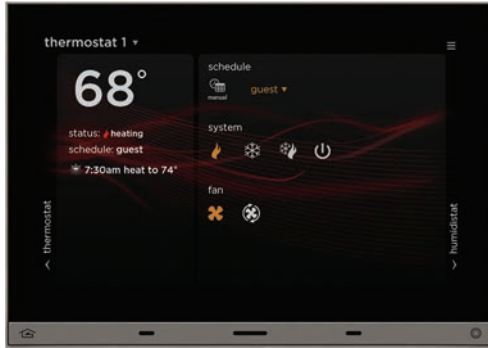 thermostat 1
68°
status: heating
schedule: guest
7:30am heat to 74°
thermostat
schedule
manual
guest
system
fan
humidistat